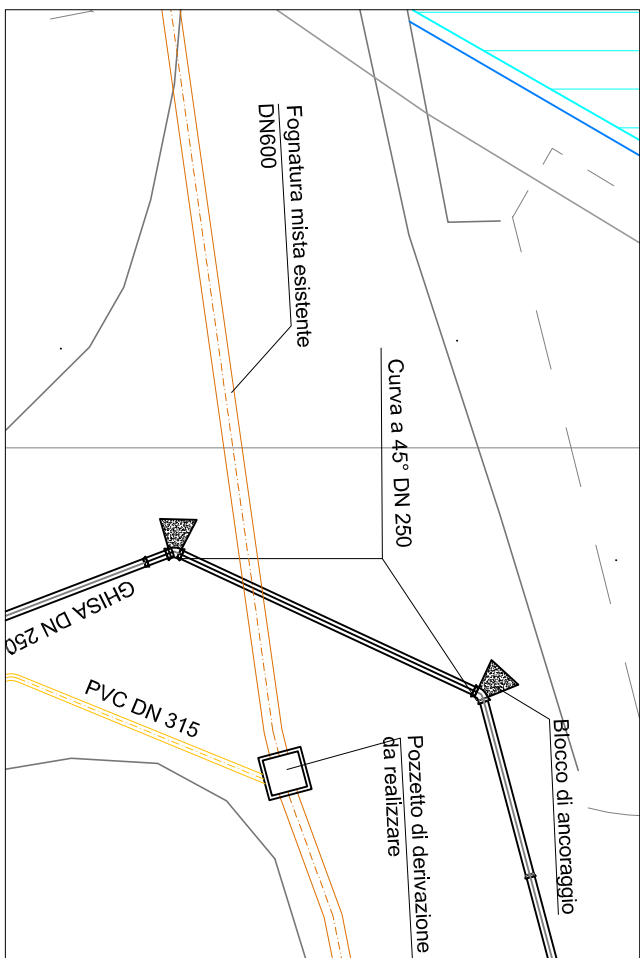 Fognatura mista esistente
DN600
Curva a 45° DN 250
GHISA DN 250
PVC DN 315
Pozzetto di derivazione
da realizzare
Blocco di ancoraggio